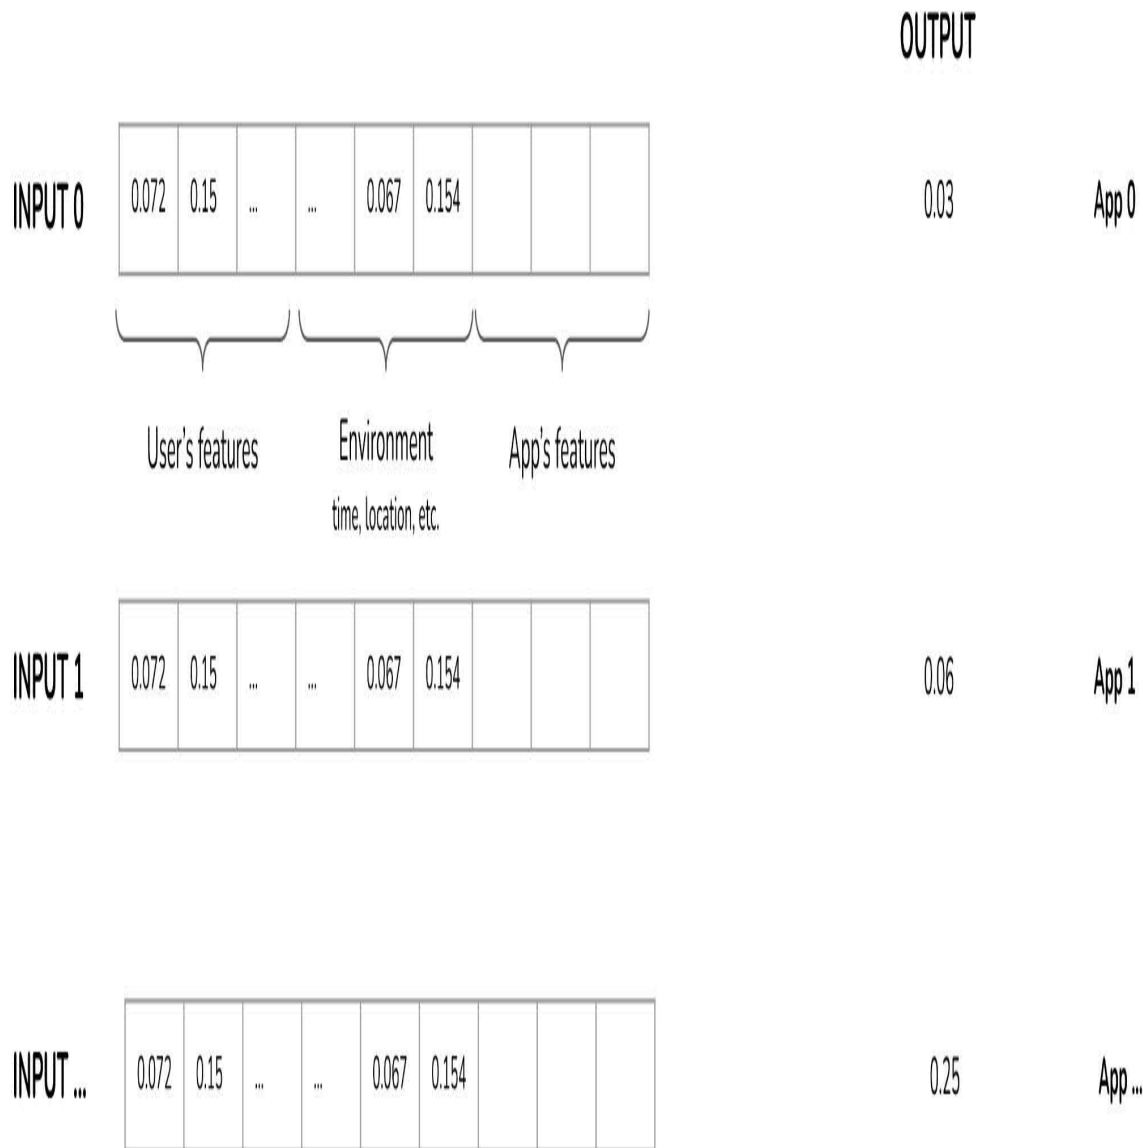 OUTPUT
INPUT 0 0.072 0.15 ... ... 0.067 0.154 0.03 App 0
User's features Environment App's features
time, location, etc.
INPUT 1 0.072 0.15 ... ... 0.067 0.154 0.06 App 1
INPUT ... 0.072 0.15 ... ... 0.067 0.154 0.25 App ...